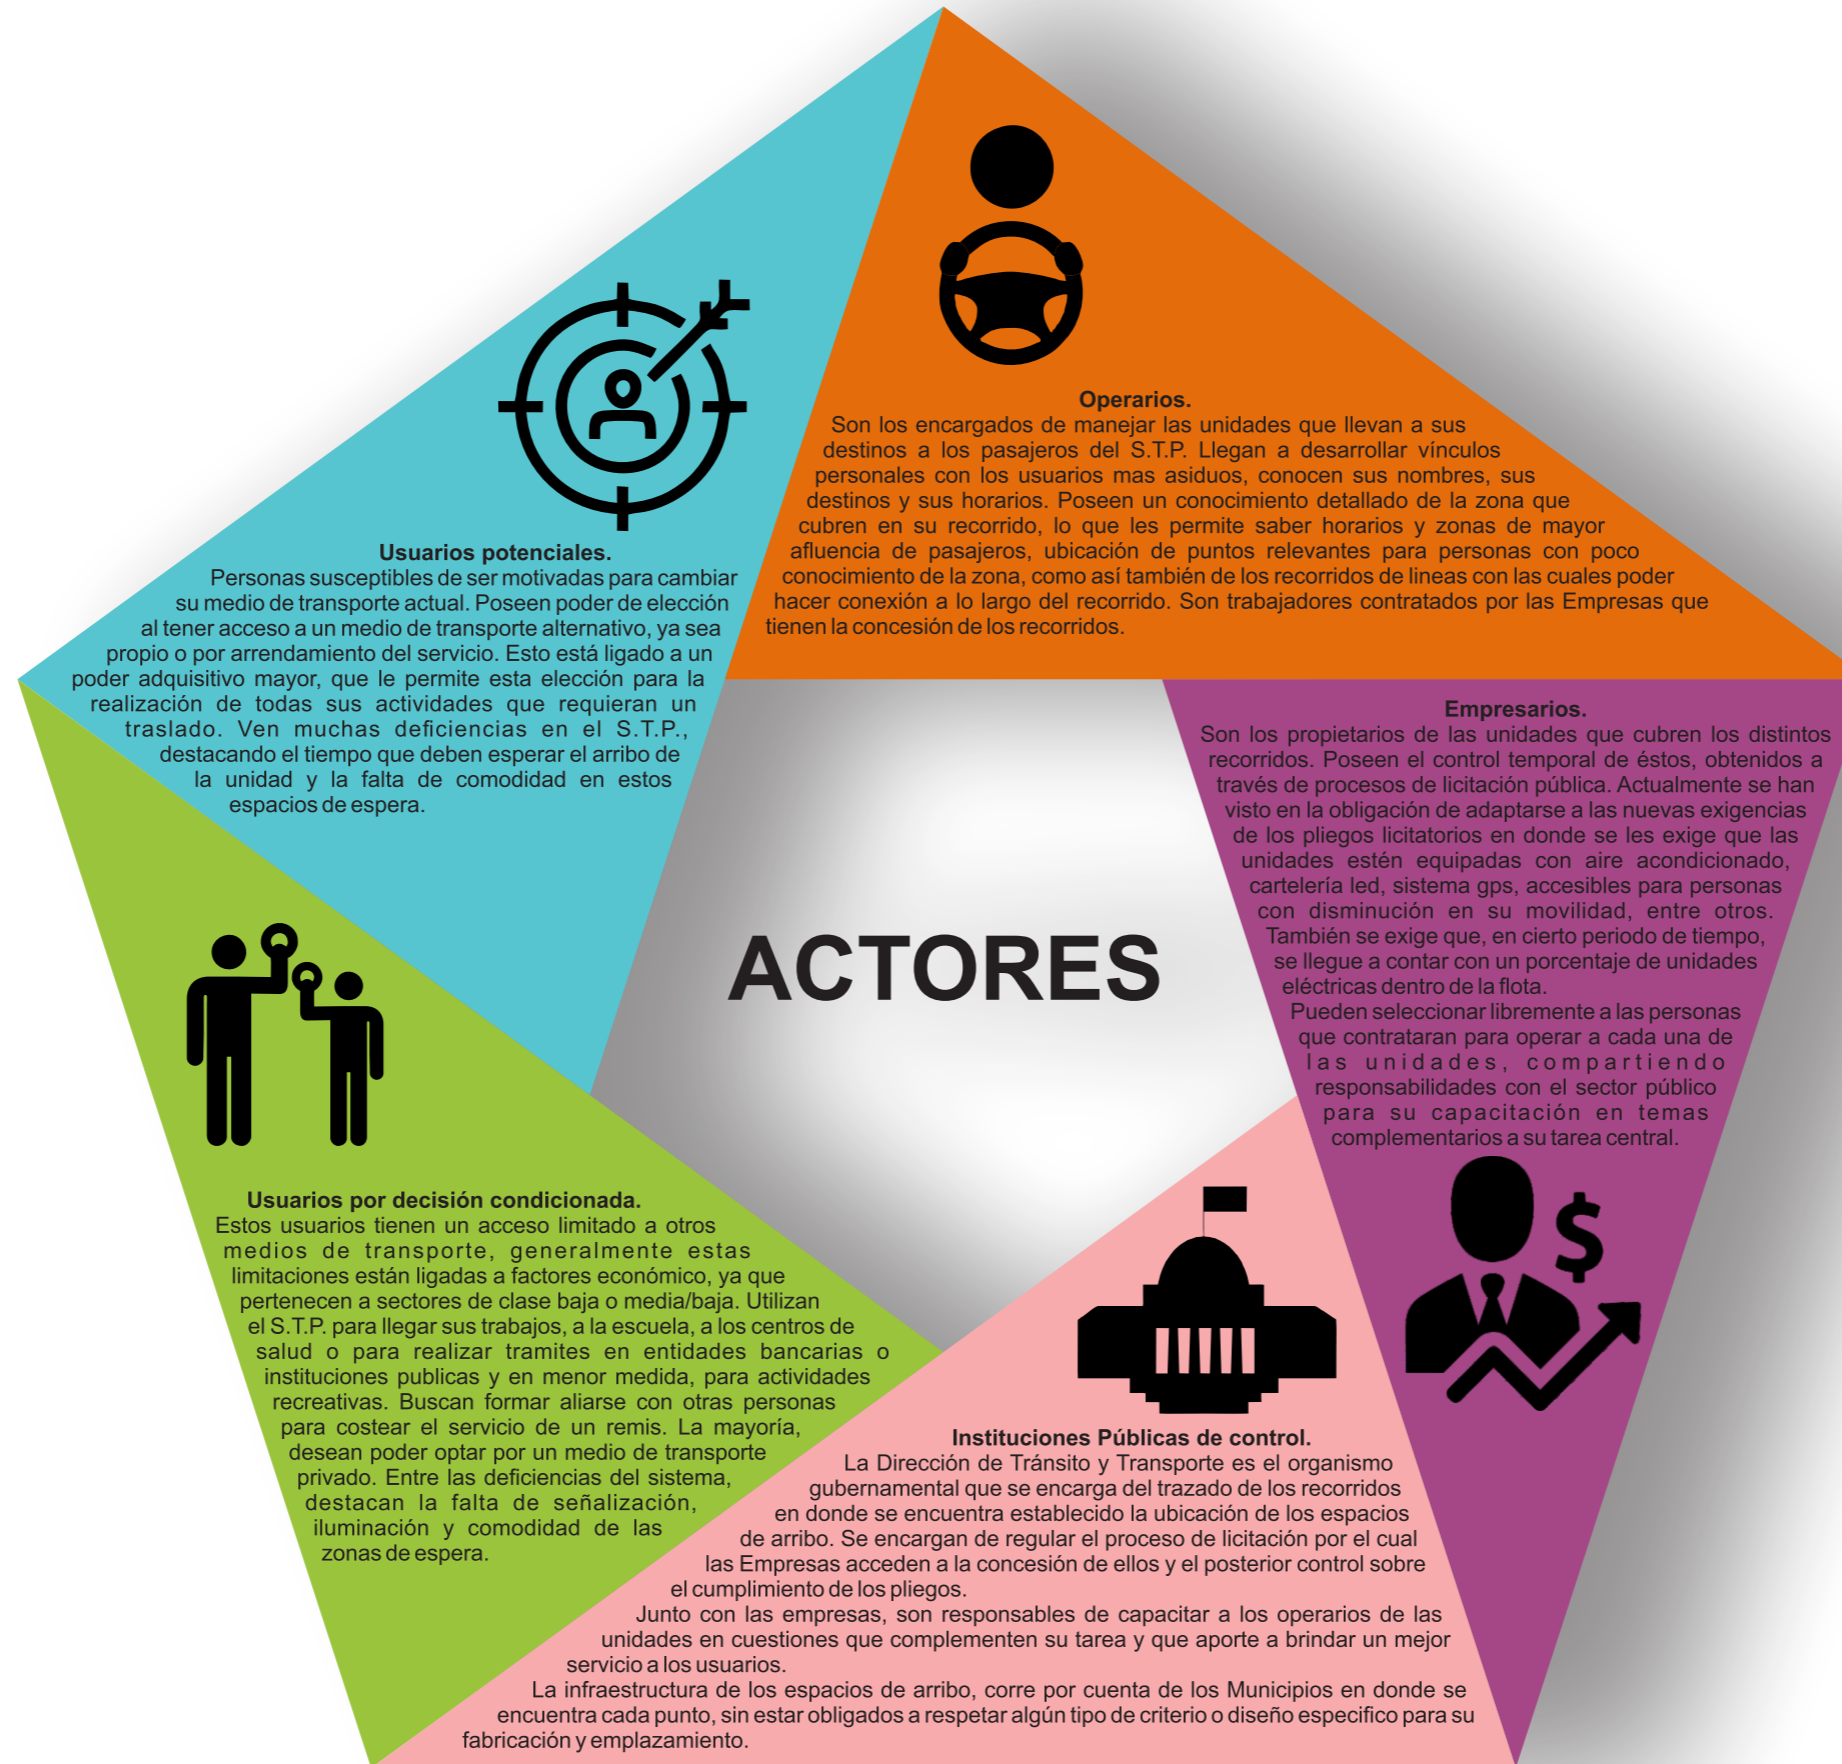 Operarios.
Son los encargados de manejar las unidades que llevan a sus
destinos a los pasajeros del S.T.P. Llegan a desarrollar vínculos
personales con los usuarios mas asiduos, conocen sus nombres, sus
destinos y sus horarios. Poseen un conocimiento detallado de la zona que
cubren en su recorrido, lo que les permite saber horarios y zonas de mayor
afluencia de pasajeros, ubicación de puntos relevantes para personas con poco
conocimiento de la zona, como así también de los recorridos de lineas con las cuales poder
hacer conexión a lo largo del recorrido. Son trabajadores contratados por las Empresas que
tienen la concesión de los recorridos.
Usuarios potenciales.
Personas susceptibles de ser motivadas para cambiar
su medio de transporte actual. Poseen poder de elección
al tener acceso a un medio de transporte alternativo, ya sea
propio o por arrendamiento del servicio. Esto está ligado a un
poder adquisitivo mayor, que le permite esta elección para la
realización de todas sus actividades que requieran un
traslado. Ven muchas deficiencias en el S.T.P.,
destacando el tiempo que deben esperar el arribo de
la unidad y la falta de comodidad en estos
espacios de espera.
Empresarios.
Son los propietarios de las unidades que cubren los distintos
recorridos. Poseen el control temporal de éstos, obtenidos a
través de procesos de licitación pública. Actualmente se han
visto en la obligación de adaptarse a las nuevas exigencias
de los pliegos licitatorios en donde se les exige que las
unidades estén equipadas con aire acondicionado,
cartelería led, sistema gps, accesibles para personas
con disminución en su movilidad, entre otros.
También se exige que, en cierto periodo de tiempo,
se llegue a contar con un porcentaje de unidades
eléctricas dentro de la flota.
Pueden seleccionar libremente a las personas
que contrataran para operar a cada una de
las unidades, compartiendo
responsabilidades con el sector público
para su capacitación en temas
complementarios a su tarea central.
$
ACTORES
Usuarios por decisión condicionada.
Estos usuarios tienen un acceso limitado a otros
medios de transporte, generalmente estas
limitaciones están ligadas a factores económico, ya que
pertenecen a sectores de clase baja o media/baja. Utilizan
el S.T.P. para llegar sus trabajos, a la escuela, a los centros de
salud o para realizar tramites en entidades bancarias o
instituciones publicas y en menor medida, para actividades
recreativas. Buscan formar aliarse con otras personas
para costear el servicio de un remis. La mayoría,
desean poder optar por un medio de transporte
privado. Entre las deficiencias del sistema,
destacan la falta de señalización,
iluminación y comodidad de las
zonas de espera.
Instituciones Públicas de control.
La Dirección de Tránsito y Transporte es el organismo
gubernamental que se encarga del trazado de los recorridos
en donde se encuentra establecido la ubicación de los espacios
de arribo. Se encargan de regular el proceso de licitación por el cual
las Empresas acceden a la concesión de ellos y el posterior control sobre
el cumplimiento de los pliegos.
Junto con las empresas, son responsables de capacitar a los operarios de las
unidades en cuestiones que complementen su tarea y que aporte a brindar un mejor
servicio a los usuarios.
La infraestructura de los espacios de arribo, corre por cuenta de los Municipios en donde se
encuentra cada punto, sin estar obligados a respetar algún tipo de criterio o diseño especifico para su
fabricación y emplazamiento.